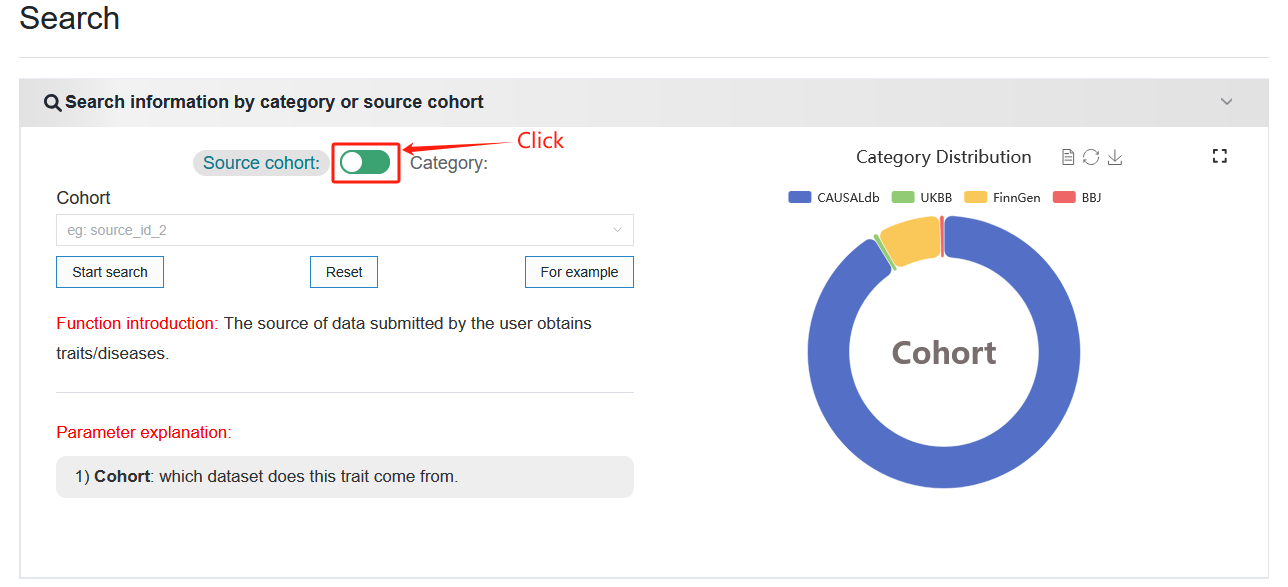 Search
Search information by category or source cohort
Click
Source cohort:
Category:
Cohort
eg: source_id_2
Start search
Reset
For example
Function introduction: The source of data submitted by the user obtains
traits/diseases.
Parameter explanation:
1) Cohort: which dataset does this trait come from.
Category Distribution
CAUSALdb
UKBB
FinnGen
BBJ
Cohort